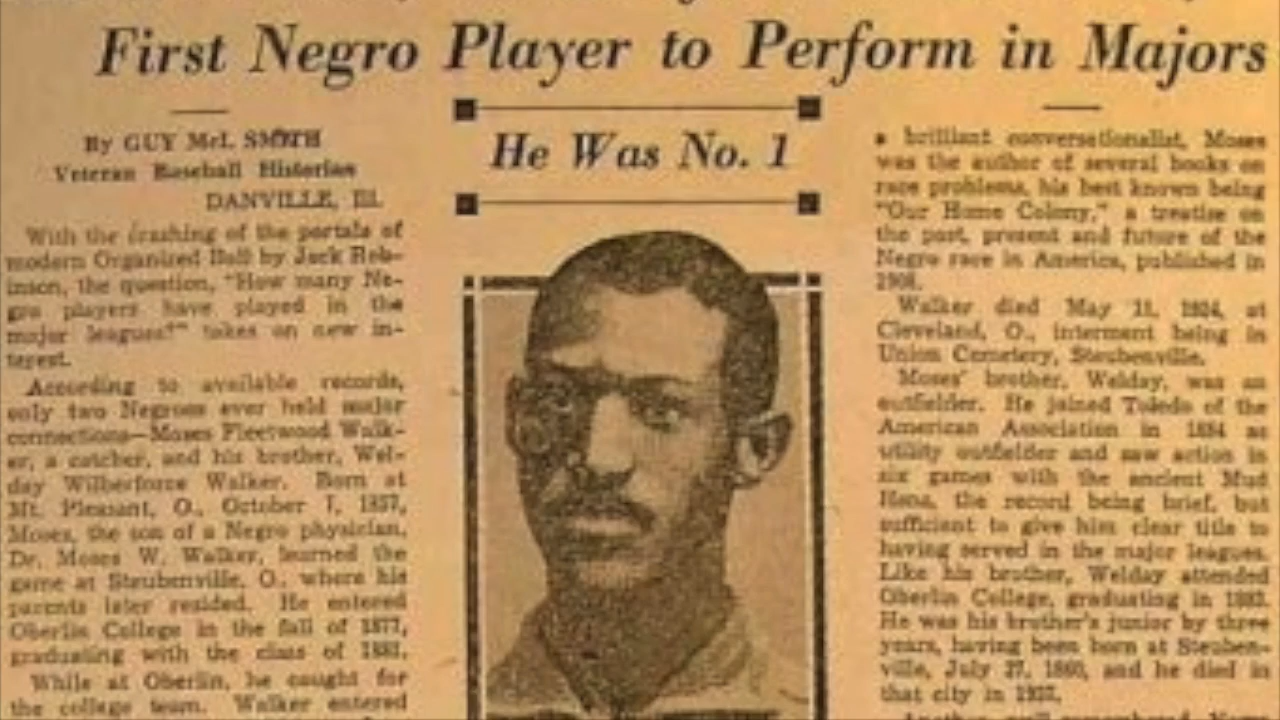 First Negro Player to Perform in Majors
By GUY McI. SMITH
Veteran Baseball Historian
DANVILLE, Ill.
With the crashing of the portals of
modern Organized Ball by Jack Rob-
inson, the question, "How many Ne-
gro players have played in the
major leagues?" takes on new in-
terest.
According to available records,
only two Negroes ever held major
connections—Moses Fleetwood Walk-
er, a catcher, and his brother, Wel-
day Wilberforce Walker. Born at
Mt. Pleasant, O., October 7, 1857,
Moses, the son of a Negro physician,
Dr. Moses W. Walker, learned the
game at Steubenville, O., where his
parents later resided. He entered
Oberlin College in the fall of 1877,
graduating with the class of
While at Oberlin, he caught for
the college team. Walker entered
He Was No. 1
a brilliant conversationalist, Moses
was the author of several books on
race problems, his best known being
"Our Home Colony," a treatise on
the past, present and future of the
Negro race in America, published in
1908.
Walker died May 11, 1924, at
Cleveland, O., interment being in
Union Cemetery, Steubenville.
Moses' brother, Welday, was an
outfielder. He joined Toledo of the
American Association in 1884 as
utility outfielder and saw action in
six games with the ancient Mud
Hens, the record being brief, but
sufficient to give him clear title to
having served in the major leagues.
Like his brother, Welday attended
Oberlin College, graduating in
He was his brother's junior by three
years, having been born at Steuben-
ville, July 27, 1860, and he died in
that city in